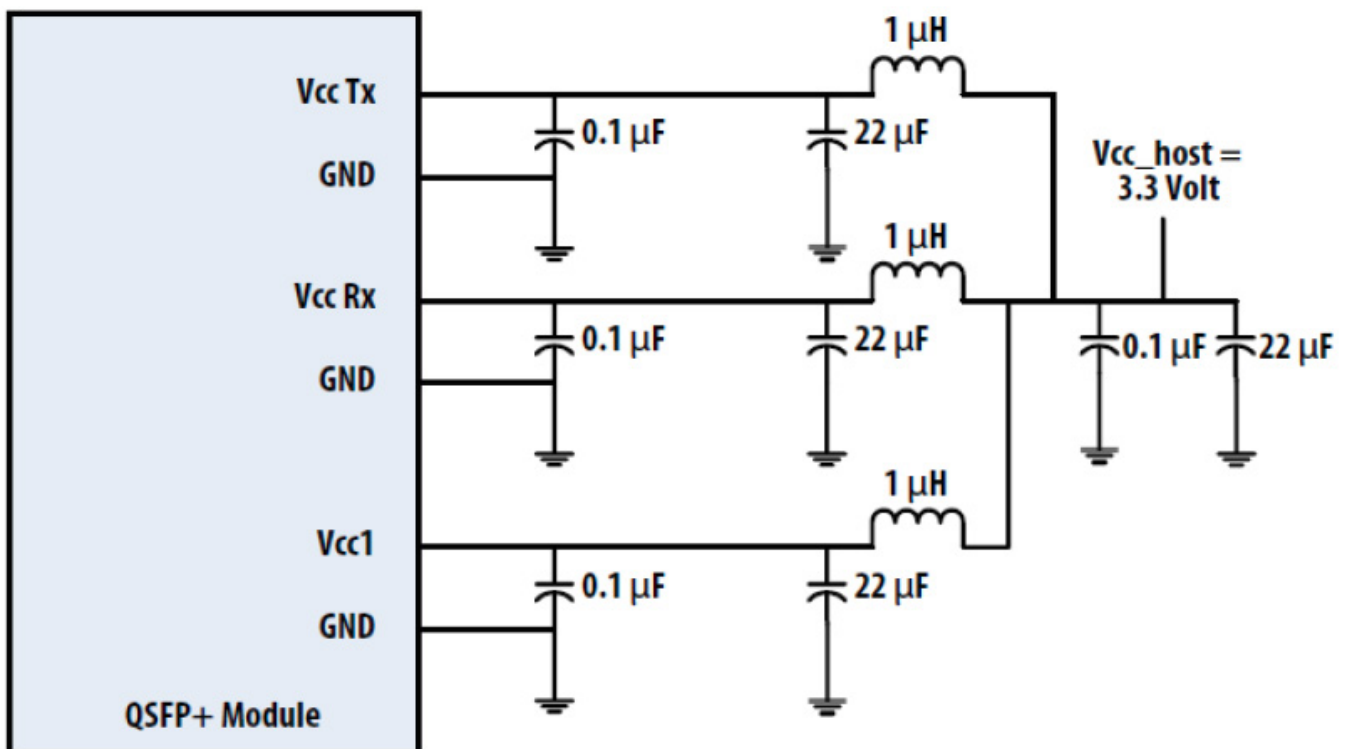 1 µH
Vcc Tx
0.1 µF
22 µF
Vcc_host =
3.3 Volt
GND
1 µH
Vcc Rx
0.1 µF
22 µF
0.1 µF
22 µF
GND
1 µH
Vcc1
0.1 µF
22 µF
GND
QSFP+ Module